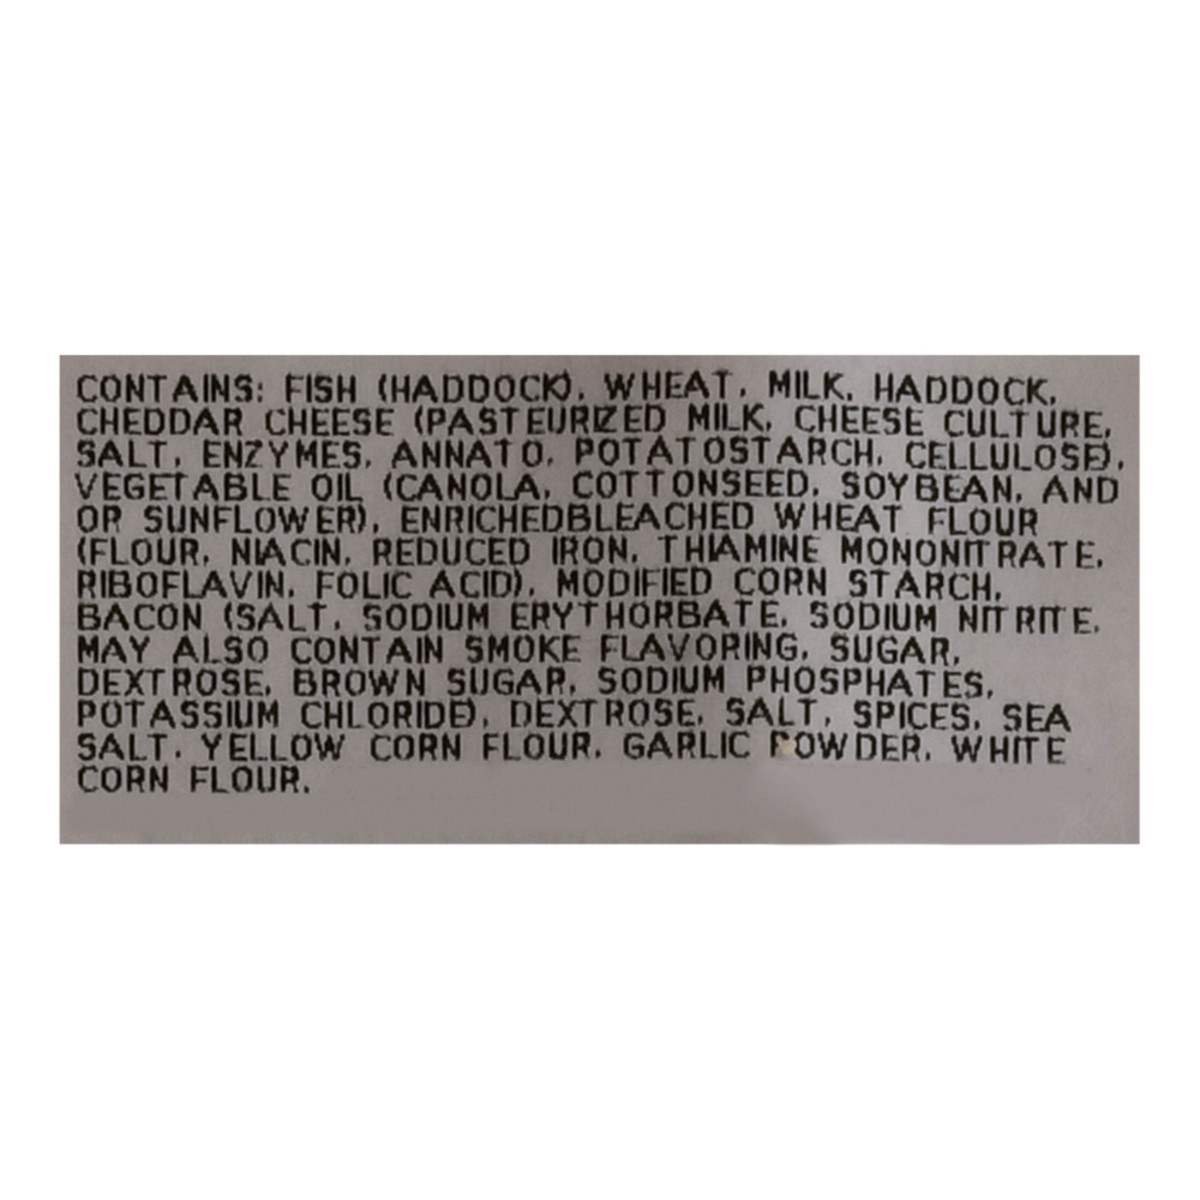 CONTAINS: FISH (HADDOCK), WHEAT, MILK, HADDOCK,
CHEDDAR CHEESE (PASTEURIZED MILK, CHEESE CULTURE,
SALT, ENZYMES, ANNATO, POTATOSTARCH, CELLULOSE),
VEGETABLE OIL (CANOLA, COTTONSEED, SOYBEAN, AND
OR SUNFLOWER), ENRICHEDBLEACHED WHEAT FLOUR
(FLOUR, NIACIN, REDUCED IRON, THIAMINE MONONITRATE,
RIBOFLAVIN, FOLIC ACID), MODIFIED CORN STARCH,
BACON (SALT, SODIUM ERYTHORBATE, SODIUM NITRITE,
MAY ALSO CONTAIN SMOKE FLAVORING, SUGAR,
DEXTROSE, BROWN SUGAR, SODIUM PHOSPHATES,
POTASSIUM CHLORIDE), DEXTROSE, SALT, SPICES, SEA
SALT, YELLOW CORN FLOUR, GARLIC POWDER, WHITE
CORN FLOUR.